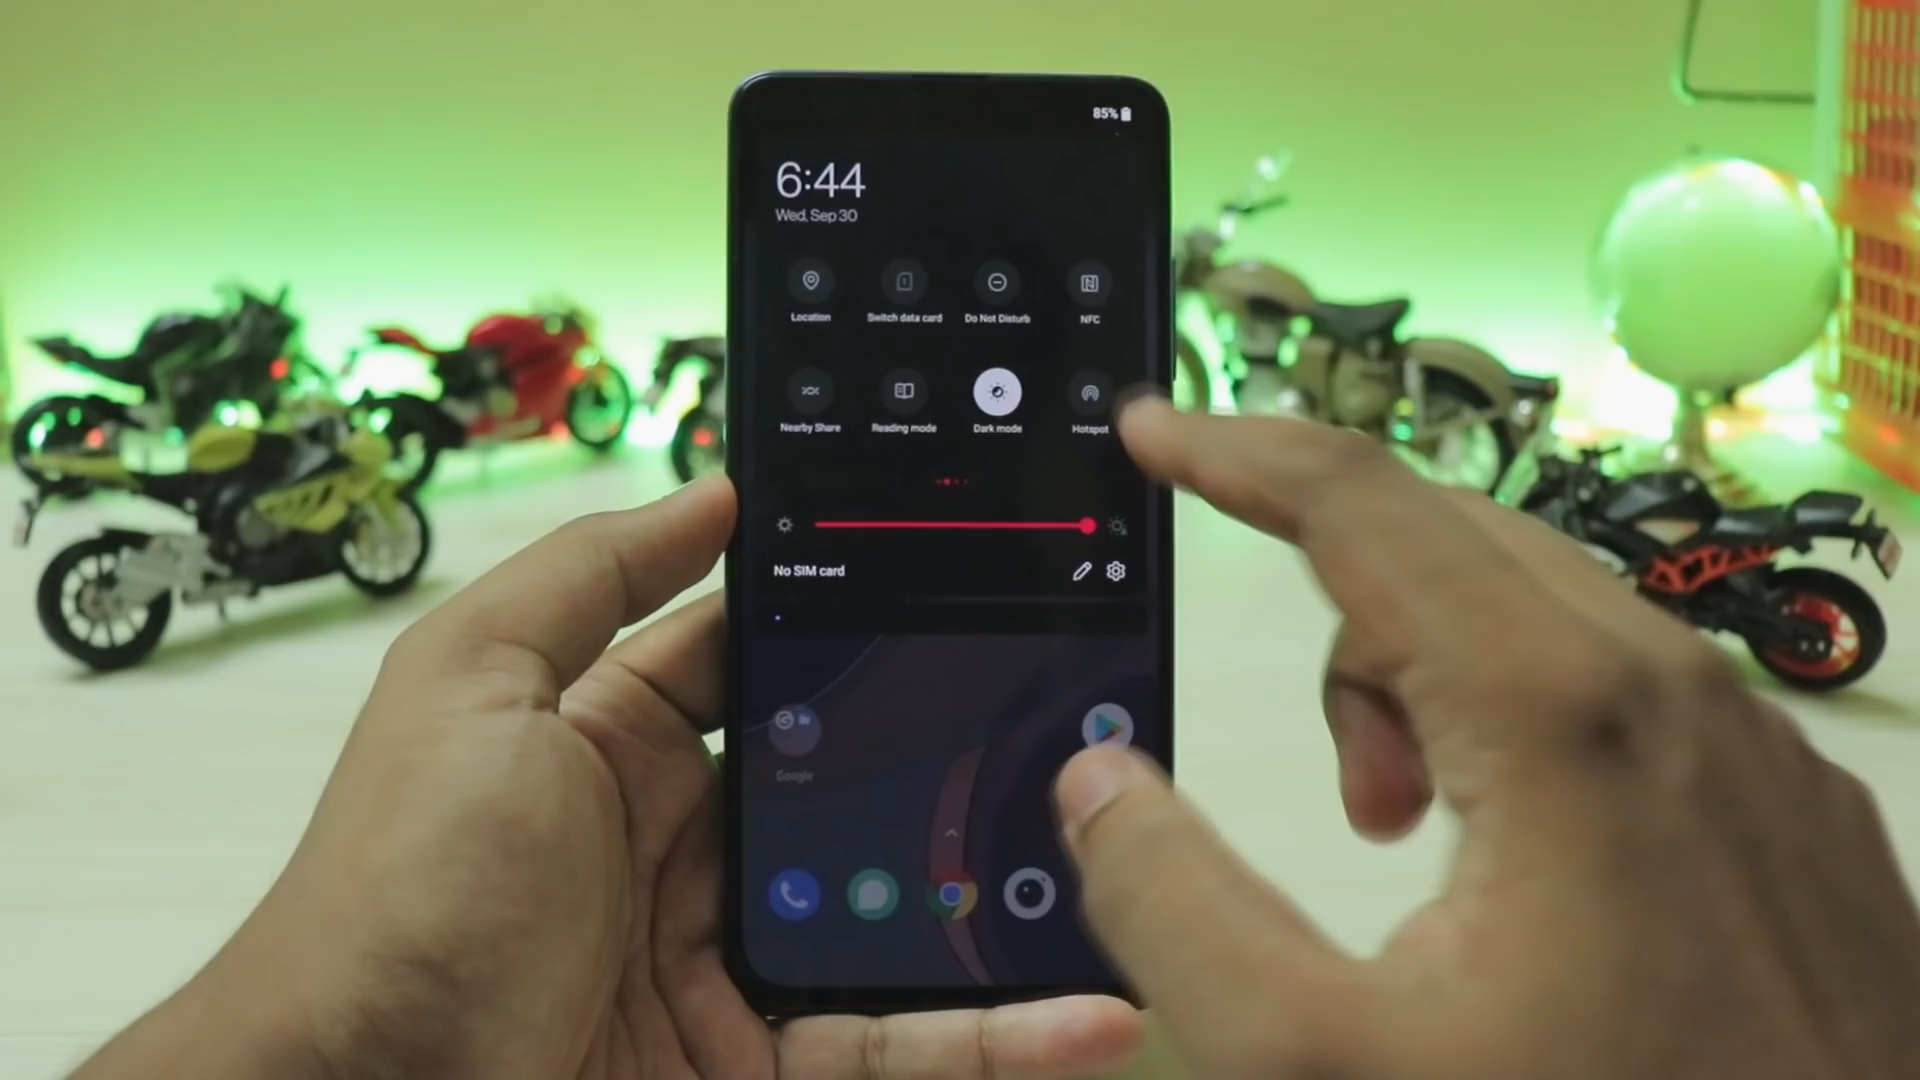 85%
6:44
Wed, Sep 30
Location
Switch data card
Do Not Disturb
NFC
Nearby Share
Reading mode
Dark mode
Hotspot
No SIM card
Google